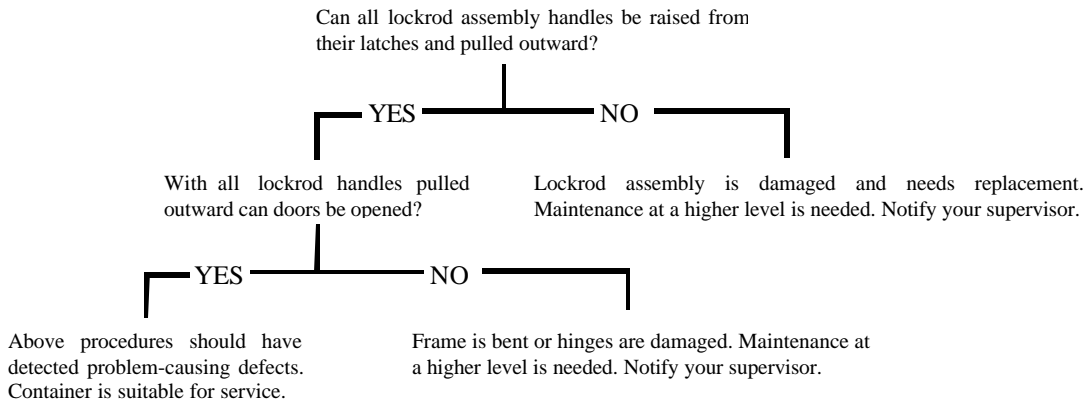 Can all lockrod assembly handles be raised from
their latches and pulled outward?
YES
NO
With all lockrod handles pulled
outward can doors be opened?
Lockrod assembly is damaged and needs replacement.
Maintenance at a higher level is needed. Notify your supervisor.
YES
NO
Above procedures should have
detected problem-causing defects.
Container is suitable for service.
Frame is bent or hinges are damaged. Maintenance at
a higher level is needed. Notify your supervisor.